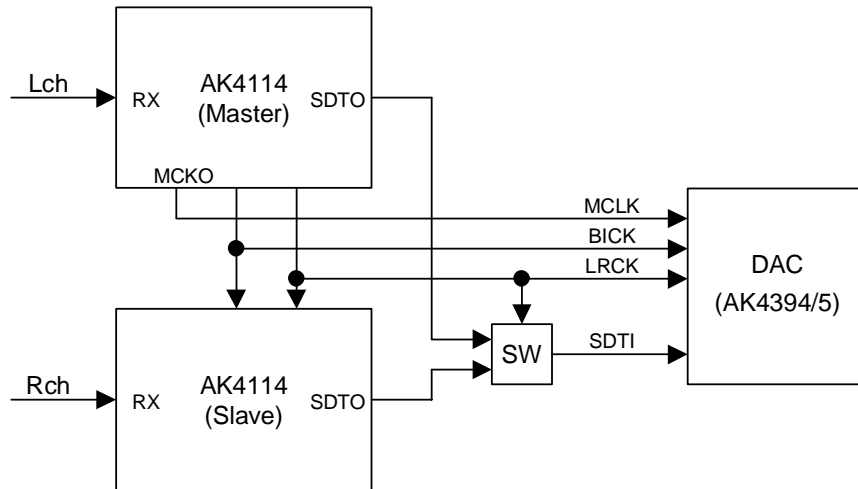 Lch
RX
AK4114
(Master)
SDTO
MCKO
MCLK
BICK
LRCK
DAC
(AK4394/5)
SW
SDTI
Rch
RX
AK4114
(Slave)
SDTO